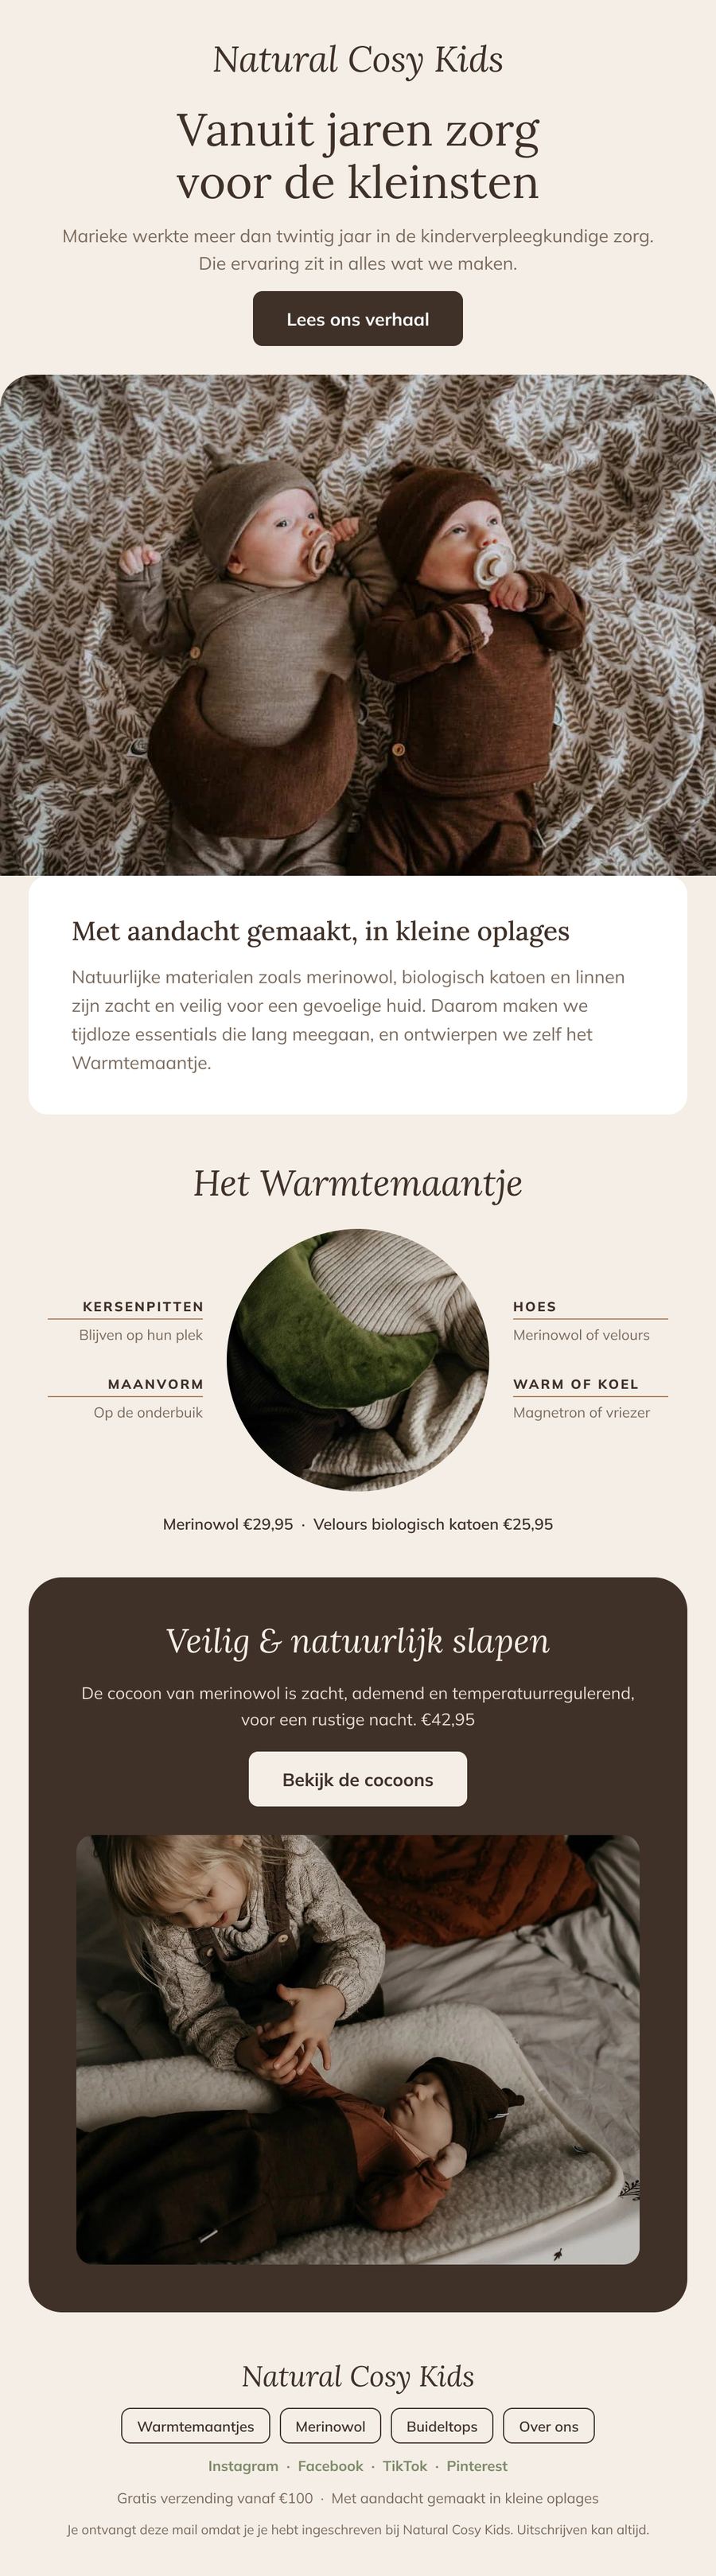 Natural Cosy Kids
Vanuit jaren zorg
voor de kleinsten
Marieke werkte meer dan twintig jaar in de kinderverpleegkundige zorg.
Die ervaring zit in alles wat we maken.
Lees ons verhaal
Met aandacht gemaakt, in kleine oplages
Natuurlijke materialen zoals merinowol, biologisch katoen en linnen
zijn zacht en veilig voor een gevoelige huid. Daarom maken we
tijdloze essentials die lang meegaan, en ontwierpen we zelf het
Warmtemaantje.
Het Warmtemaantje
KERSENPITTEN
Blijven op hun plek
MAANVORM
Op de onderbuik
HOES
Merinowol of velours
WARM OF KOEL
Magnetron of vriezer
Merinowol €29,95 · Velours biologisch katoen €25,95
Veilig & natuurlijk slapen
De cocoon van merinowol is zacht, ademend en temperatuurregulerend,
voor een rustige nacht. €42,95
Bekijk de cocoons
Natural Cosy Kids
Warmtemaantjes Merinowol Buideltops Over ons
Instagram · Facebook · TikTok · Pinterest
Gratis verzending vanaf €100 · Met aandacht gemaakt in kleine oplages
Je ontvangt deze mail omdat je je hebt ingeschreven bij Natural Cosy Kids. Uitschrijven kan altijd.